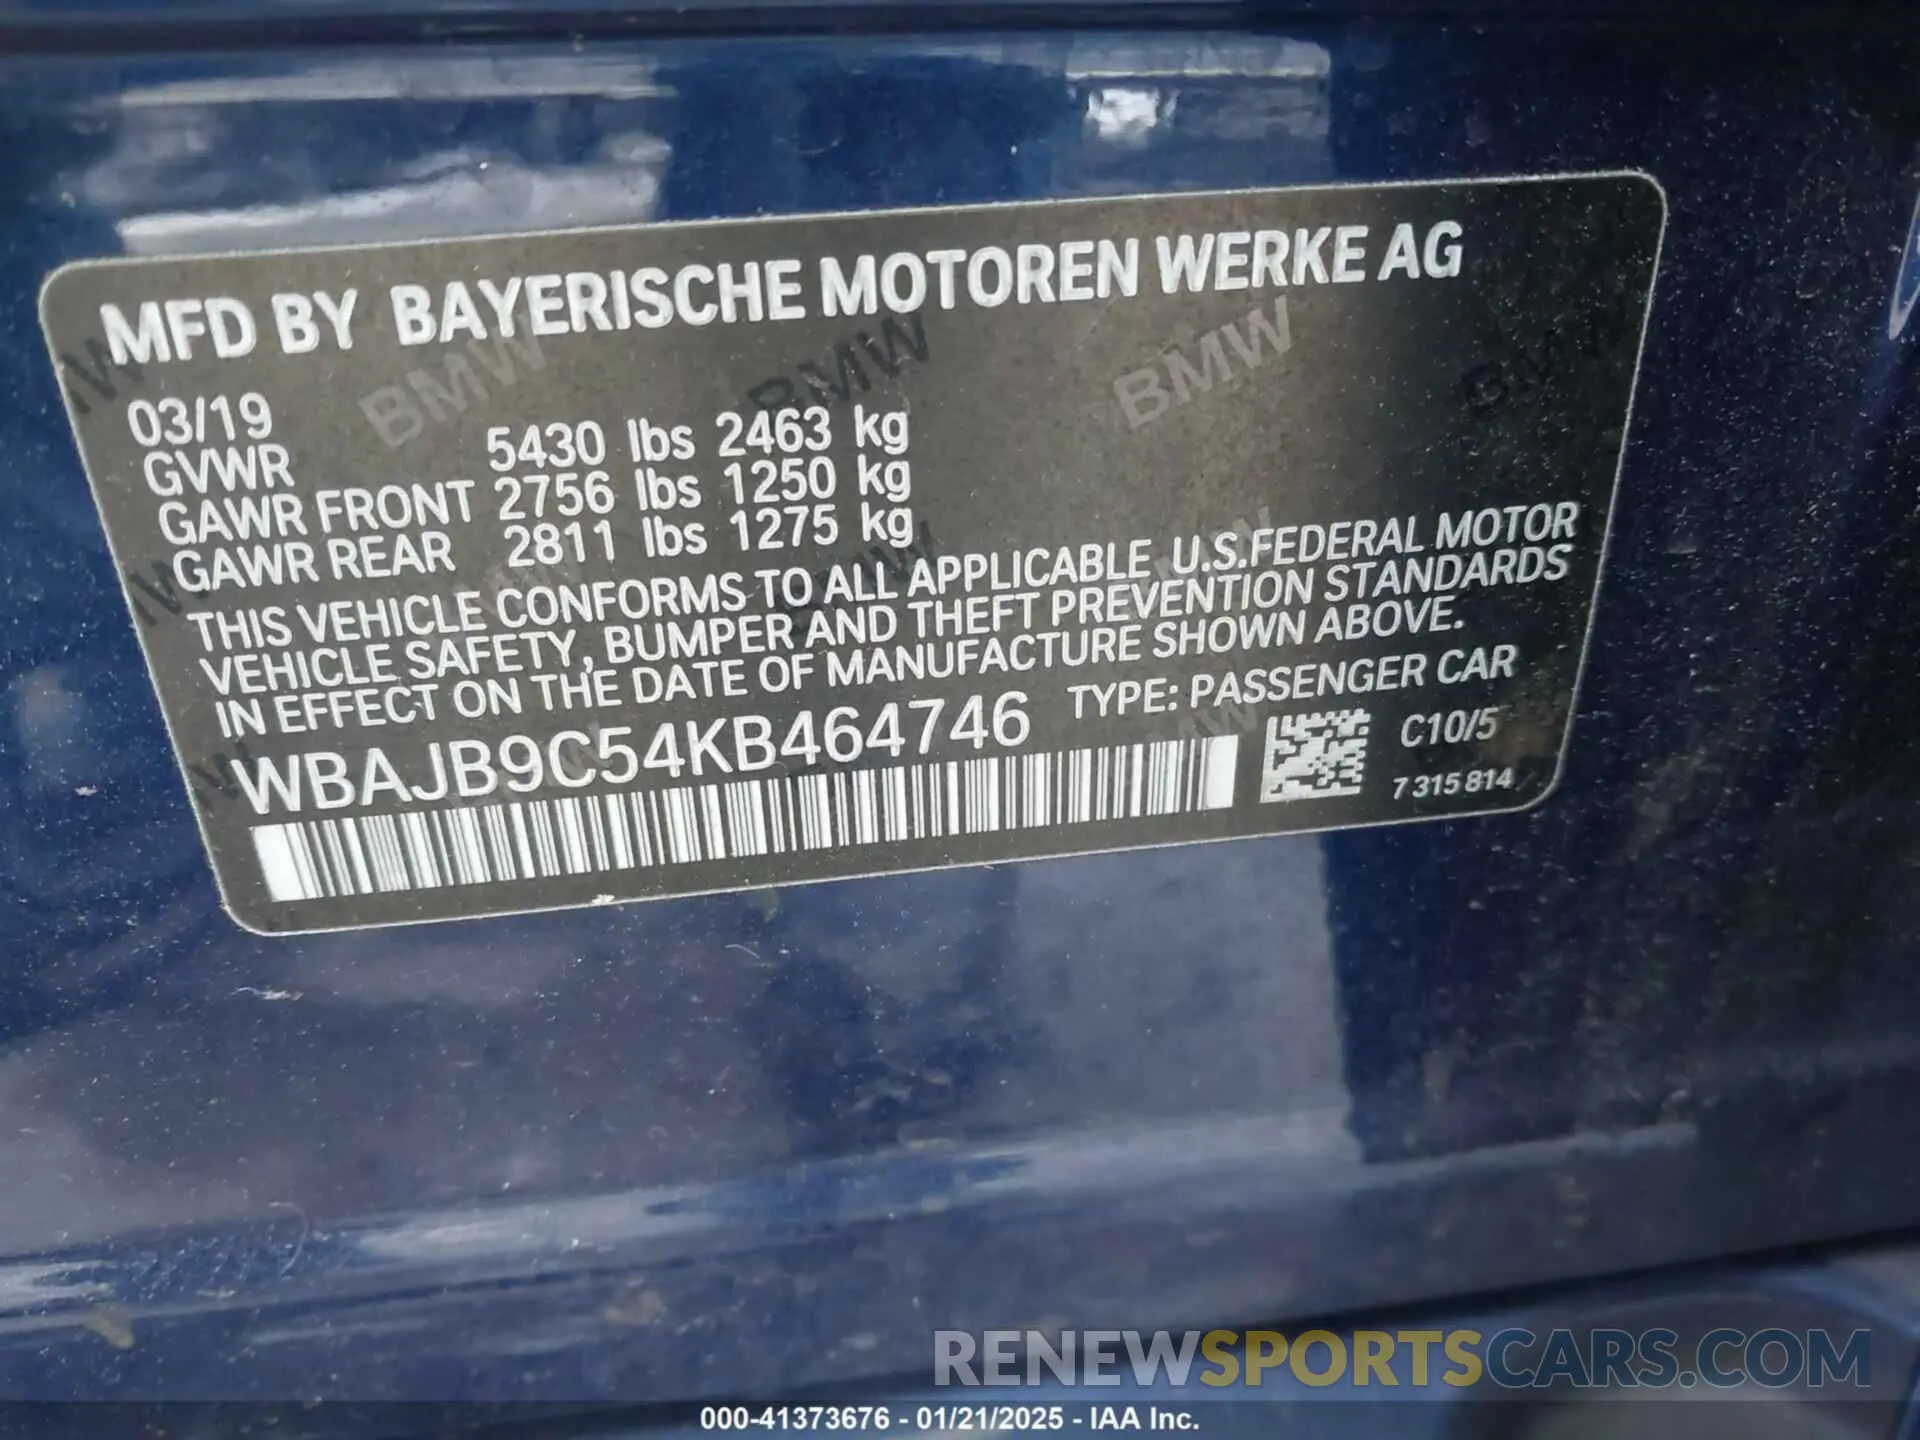 MFD BY BAYERISCHE MOTOREN WERKE AG
03/19
GVWR 5430 lbs 2463 kg
GAWR FRONT 2756 lbs 1250 kg
GAWR REAR 2811 lbs 1275 kg
THIS VEHICLE CONFORMS TO ALL APPLICABLE U.S.FEDERAL MOTOR
VEHICLE SAFETY, BUMPER AND THEFT PREVENTION STANDARDS
IN EFFECT ON THE DATE OF MANUFACTURE SHOWN ABOVE.
WBAJB9C54KB464746 TYPE: PASSENGER CAR
C10/5
7 315 814
RENEWSPORTSCARS.COM
000-41373676 - 01/21/2025 - IAA Inc.